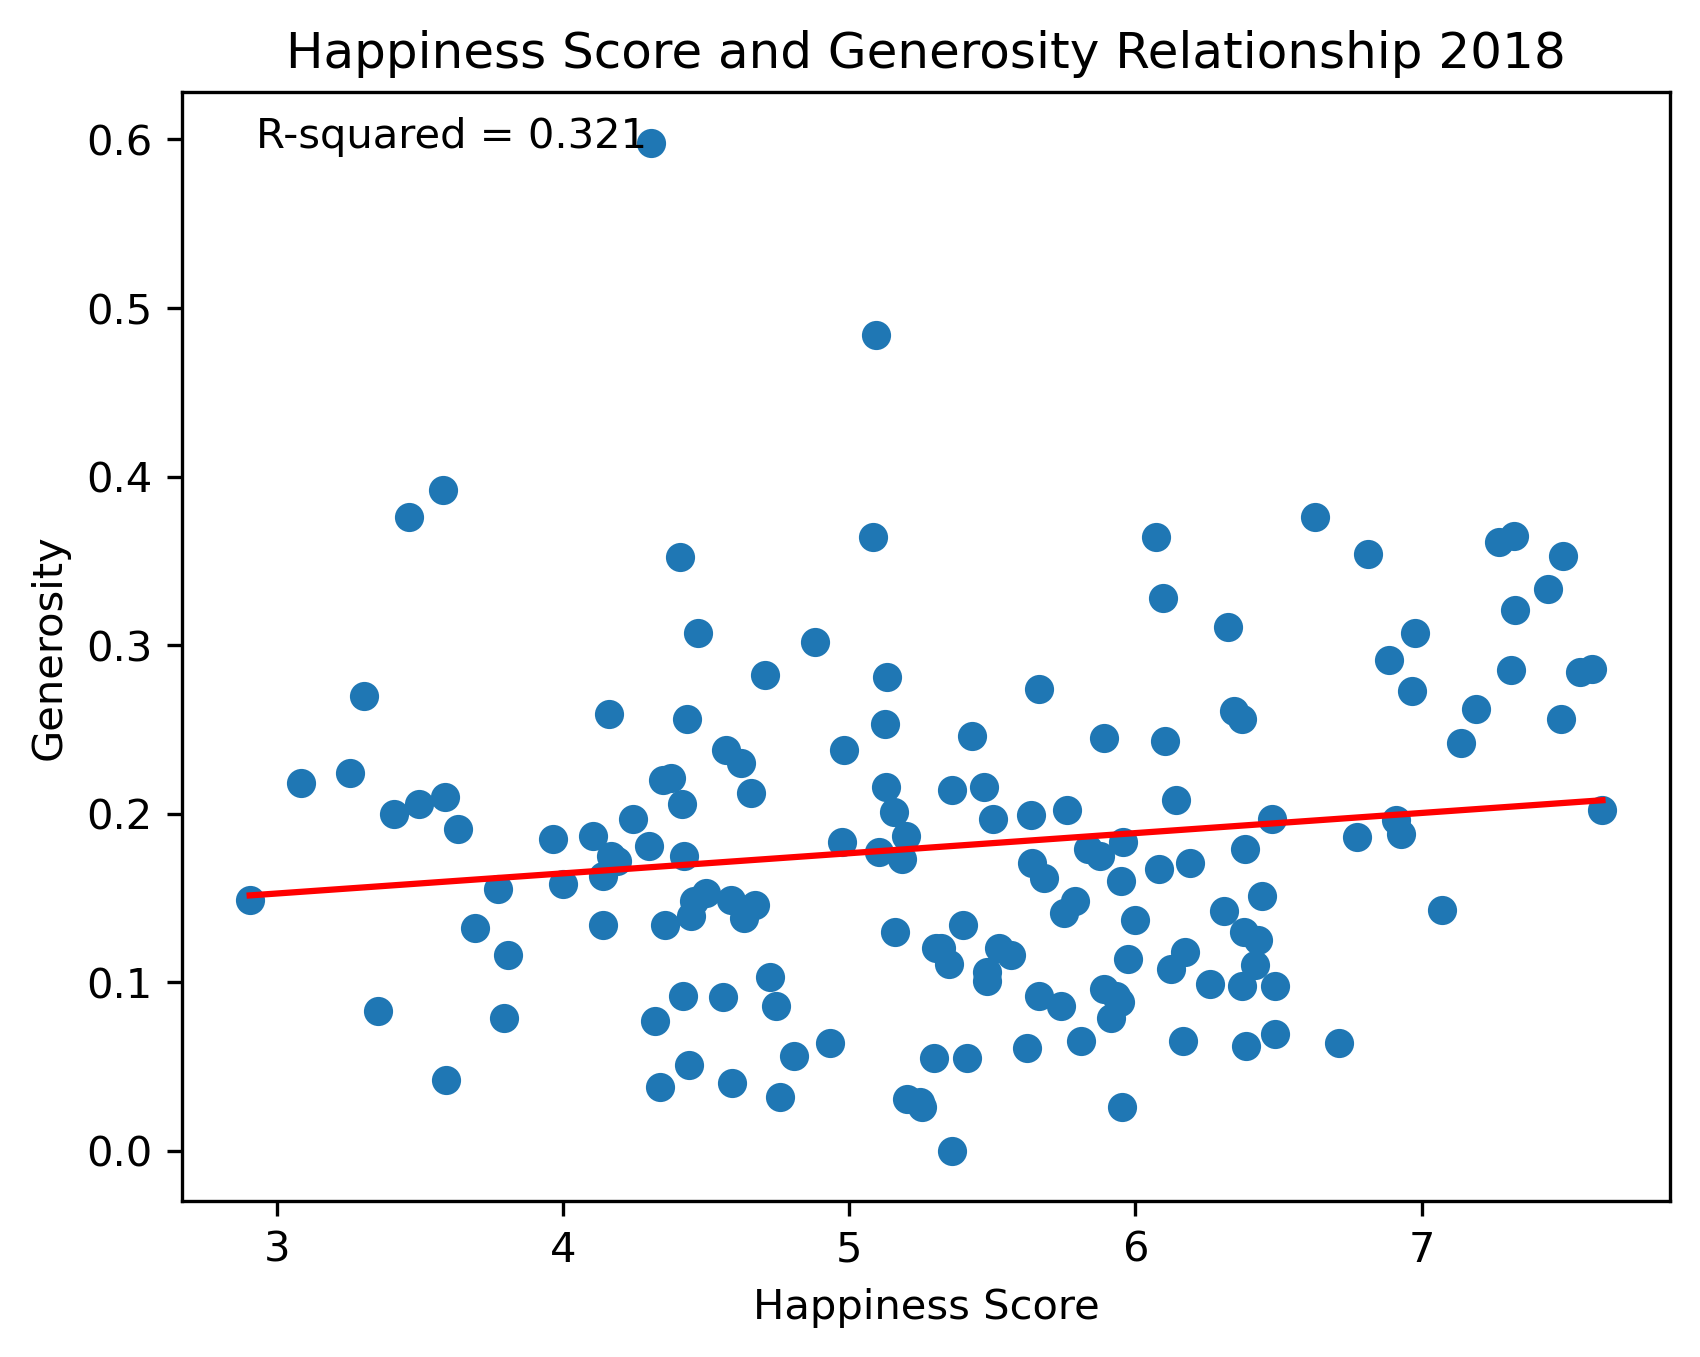 Happiness Score and Generosity Relationship 2018
R-squared = 0.321
0.6
0.5
0.4
0.3
0.2
0.1
0.0
Generosity
3 4 5 6 7
Happiness Score